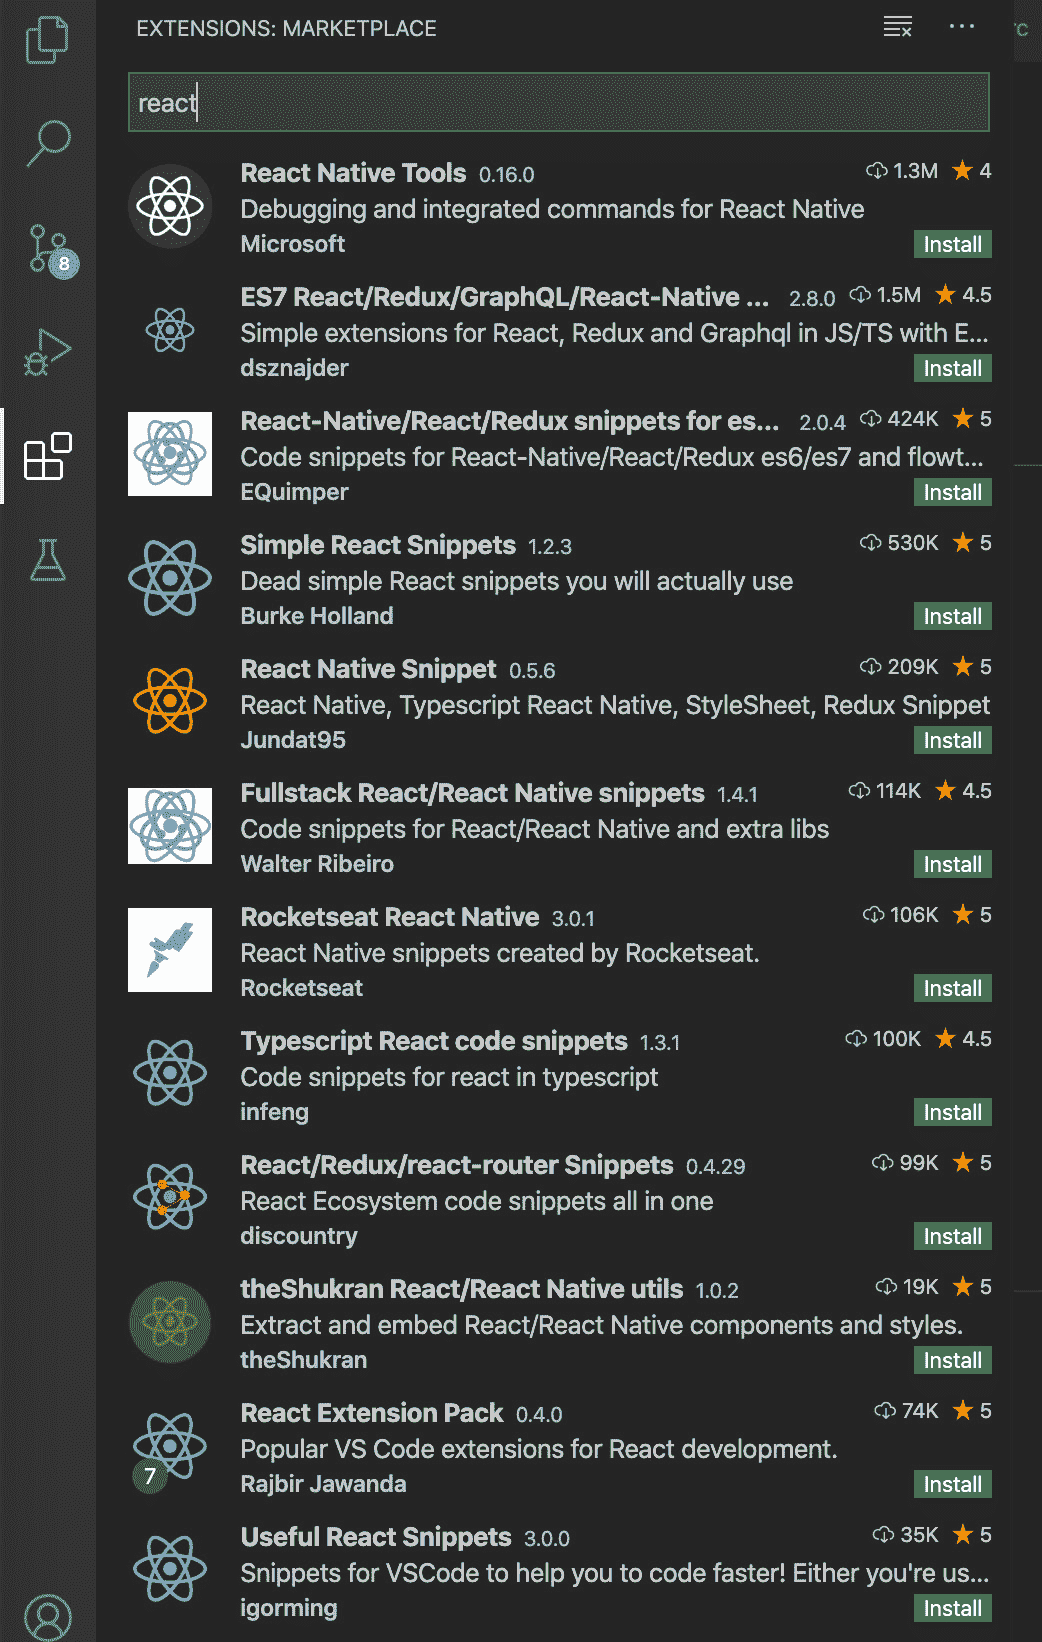 EXTENSIONS: MARKETPLACE
react
React Native Tools 0.16.0 1.3M 4
Debugging and integrated commands for React Native
Microsoft Install
8
ES7 React/Redux/GraphQL/React-Native ... 2.8.0 1.5M 4.5
Simple extensions for React, Redux and Graphql in JS/TS with E...
dsznajder Install
React-Native/React/Redux snippets for es... 2.0.4 424K 5
Code snippets for React-Native/React/Redux es6/es7 and flowt...
EQuimper Install
Simple React Snippets 1.2.3 530K 5
Dead simple React snippets you will actually use
Burke Holland Install
React Native Snippet 0.5.6 209K 5
React Native, Typescript React Native, StyleSheet, Redux Snippet
Jundat95 Install
Fullstack React/React Native snippets 1.4.1 114K 4.5
Code snippets for React/React Native and extra libs
Walter Ribeiro Install
Rocketseat React Native 3.0.1 106K 5
React Native snippets created by Rocketseat.
Rocketseat Install
Typescript React code snippets 1.3.1 100K 4.5
Code snippets for react in typescript
infeng Install
React/Redux/react-router Snippets 0.4.29 99K 5
React Ecosystem code snippets all in one
discountry Install
theShukran React/React Native utils 1.0.2 19K 5
Extract and embed React/React Native components and styles.
theShukran Install
React Extension Pack 0.4.0 74K 5
Popular VS Code extensions for React development.
7
Rajbir Jawanda Install
Useful React Snippets 3.0.0 35K 5
Snippets for VSCode to help you to code faster! Either you're us...
igorming Install